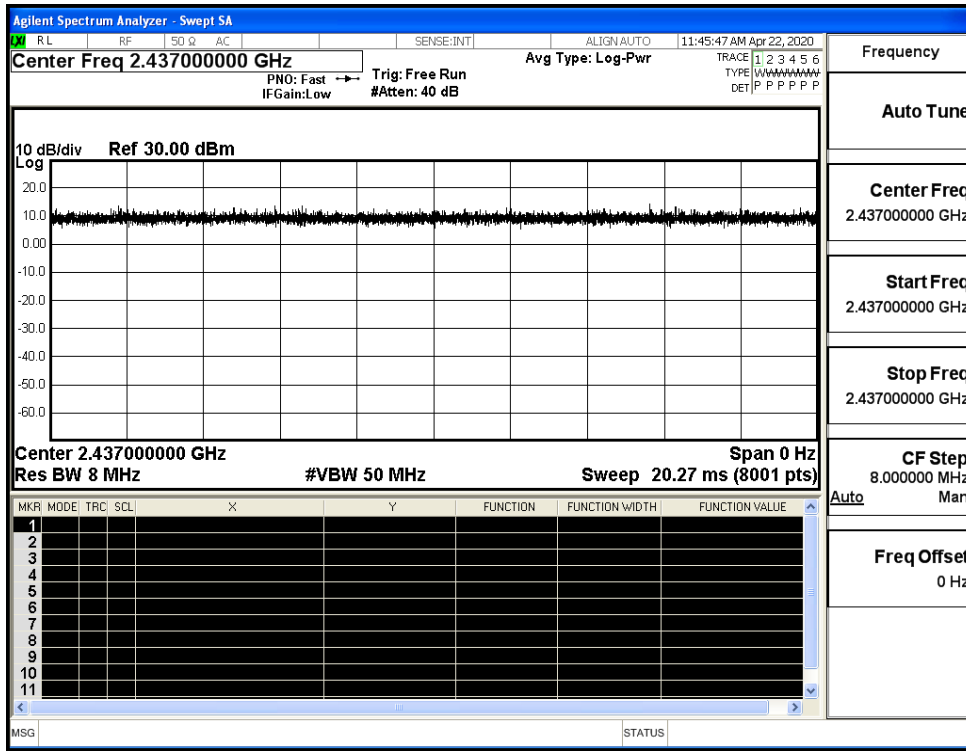 Agilent Spectrum Analyzer - Swept SA
LXI RL RF 50 Ω AC SENSE:INT ALIGN AUTO 11:45:47 AM Apr 22, 2020
Center Freq 2.437000000 GHz Avg Type: Log-Pwr TRACE 1 2 3 4 5 6
PNO: Fast Trig: Free Run TYPE
IFGain:Low #Atten: 40 dB DET P P P P P P
Frequency
Auto Tune
Center Freq
2.437000000 GHz
Start Freq
2.437000000 GHz
Stop Freq
2.437000000 GHz
CF Step
8.000000 MHz
Auto Man
Freq Offset
0 Hz
10 dB/div Ref 30.00 dBm
Log
20.0
10.0
0.00
-10.0
-20.0
-30.0
-40.0
-50.0
-60.0
Center 2.437000000 GHz Span 0 Hz
Res BW 8 MHz #VBW 50 MHz Sweep 20.27 ms (8001 pts)
MKR MODE TRC SCL X Y FUNCTION FUNCTION WIDTH FUNCTION VALUE
1
2
3
4
5
6
7
8
9
10
11
MSG STATUS